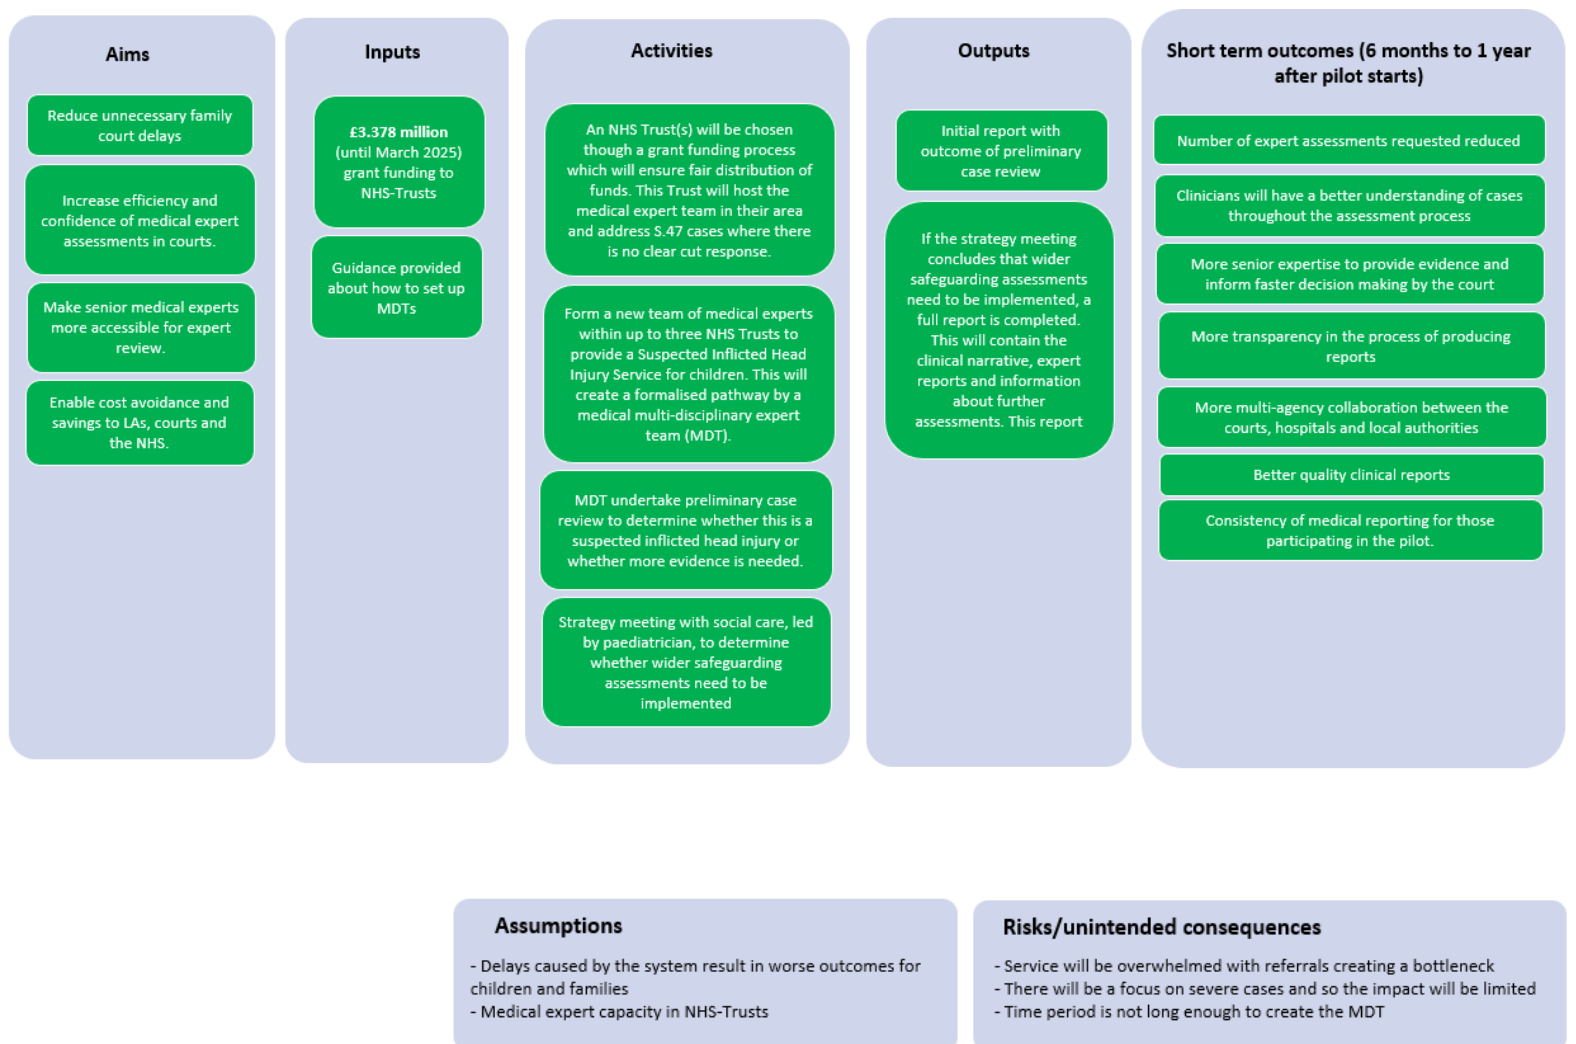 Aims
Reduce unnecessary family
court delays
Increase efficiency and
confidence of medical expert
assessments in courts.
Make senior medical experts
more accessible for expert
review.
Enable cost avoidance and
savings to LAs, courts and
the NHS.
Inputs
£3.378 million
(until March 2025)
grant funding to
NHS-Trusts
Guidance provided
about how to set up
MDTs
Activities
An NHS Trust(s) will be chosen
though a grant funding process
which will ensure fair distribution of
funds. This Trust will host the
medical expert team in their area
and address S.47 cases where there
is no clear cut response.
Form a new team of medical experts
within up to three NHS Trusts to
provide a Suspected Inflicted Head
Injury Service for children. This will
create a formalised pathway by a
medical multi-disciplinary expert
team (MDT).
MDT undertake preliminary case
review to determine whether this is a
suspected inflicted head injury or
whether more evidence is needed.
Strategy meeting with social care, led
by paediatrician, to determine
whether wider safeguarding
assessments need to be
implemented
Outputs
Initial report with
outcome of preliminary
case review
If the strategy meeting
concludes that wider
safeguarding assessments
need to be implemented, a
full report is completed.
This will contain the
clinical narrative, expert
reports and information
about further
assessments. This report
Short term outcomes (6 months to 1 year
after pilot starts)
Number of expert assessments requested reduced
Clinicians will have a better understanding of cases
throughout the assessment process
More senior expertise to provide evidence and
inform faster decision making by the court
More transparency in the process of producing
reports
More multi-agency collaboration between the
courts, hospitals and local authorities
Better quality clinical reports
Consistency of medical reporting for those
participating in the pilot.
Assumptions
- Delays caused by the system result in worse outcomes for
children and families
- Medical expert capacity in NHS-Trusts
Risks/unintended consequences
- Service will be overwhelmed with referrals creating a bottleneck
- There will be a focus on severe cases and so the impact will be limited
- Time period is not long enough to create the MDT